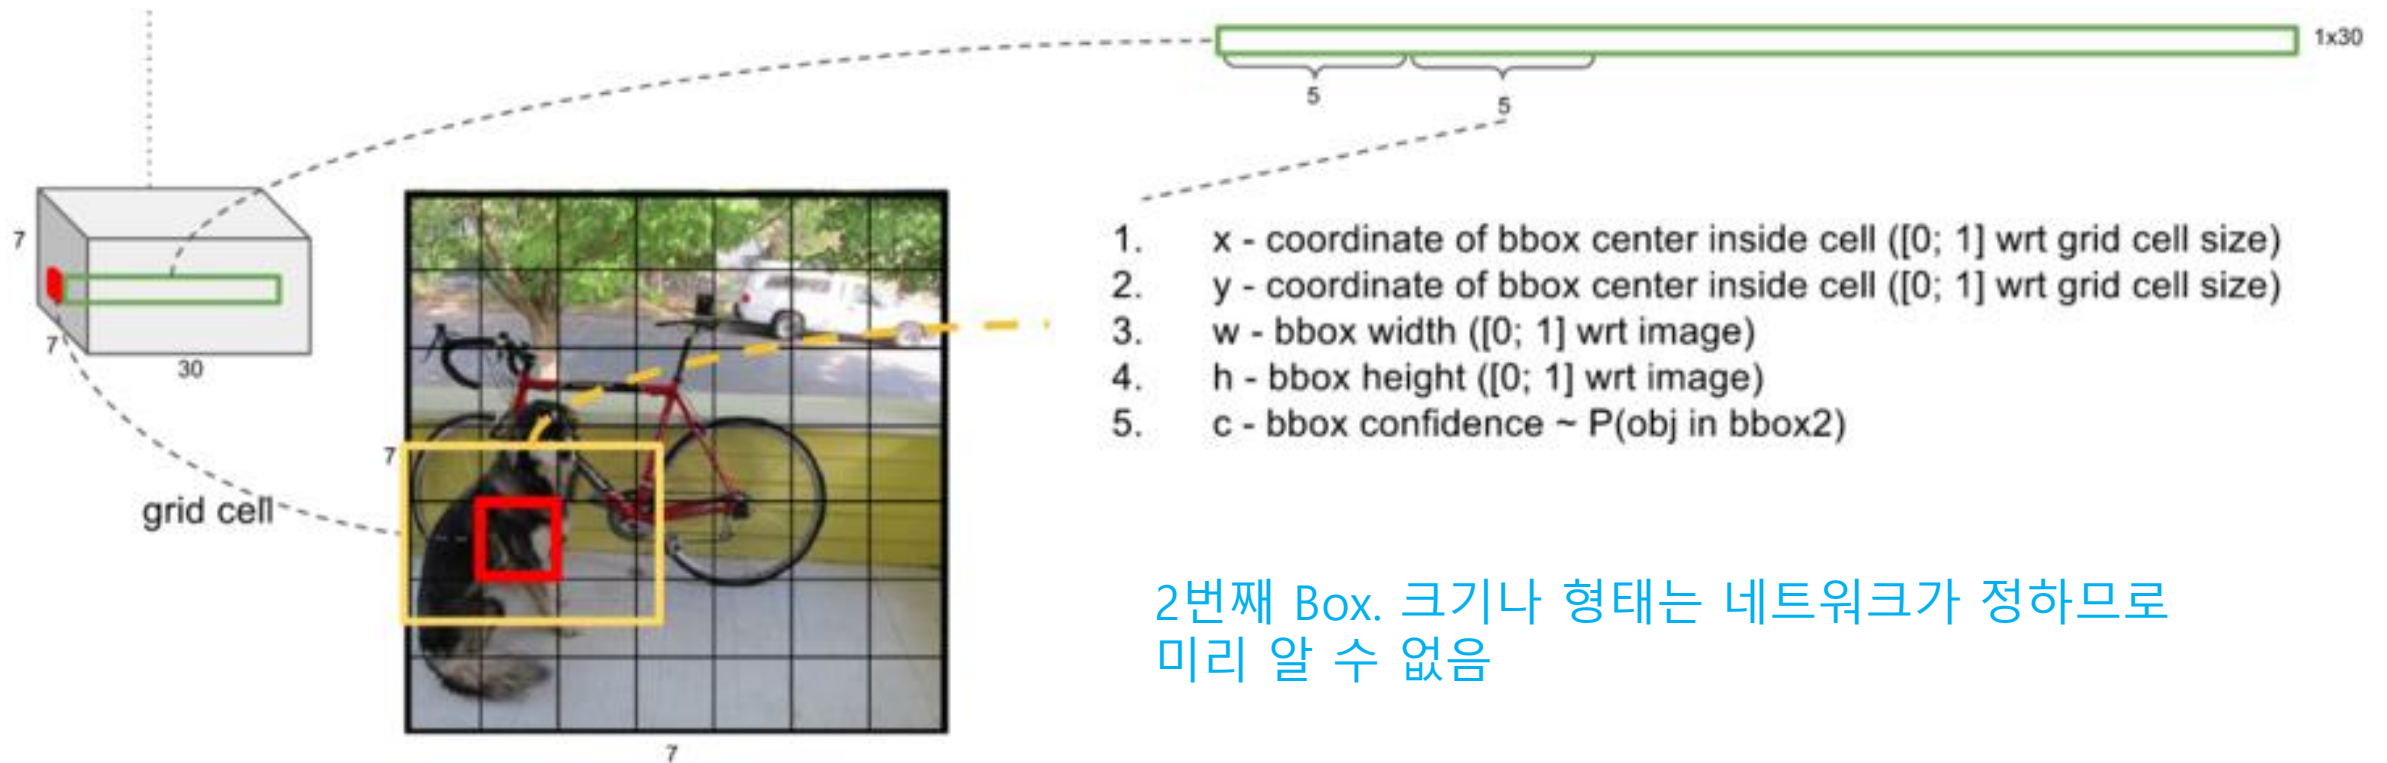 1x30
5
5
7
7
30
grid cell
7
7
1. x - coordinate of bbox center inside cell ([0; 1] wrt grid cell size)
2. y - coordinate of bbox center inside cell ([0; 1] wrt grid cell size)
3. w - bbox width ([0; 1] wrt image)
4. h - bbox height ([0; 1] wrt image)
5. c - bbox confidence ~ P(obj in bbox2)
2번째 Box. 크기나 형태는 네트워크가 정하므로
미리 알 수 없음